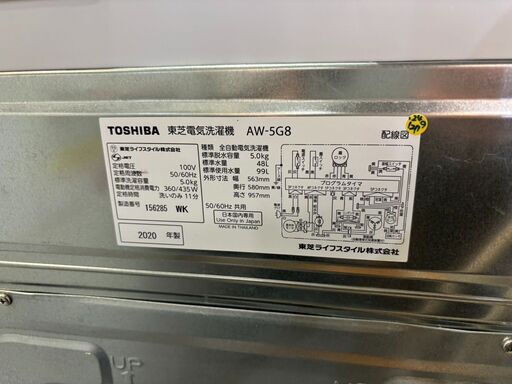 TOSHIBA 東芝電気洗濯機 AW-5G8
配線図
東芝ライフスタイル株式会社
JET
定格電圧 100V
定格周波数 50/60Hz
標準洗濯容量 5.0kg
電動機定格消費電力 360/435W
定格時間 洗いのみ 11分
製造番号 156285 WK
2020 年製
種類 全自動電気洗濯機
標準脱水容量 5.0kg
標準水量 48L
標準使用水量 99L
外形寸法 幅 563mm
奥行 580mm
高さ 957mm
50/60Hz 共用
日本国内専用
Use Only in Japan
MADE IN THAILAND
蓋
ロック
プログラムタイマ
東芝ライフスタイル株式会社
UP
UP